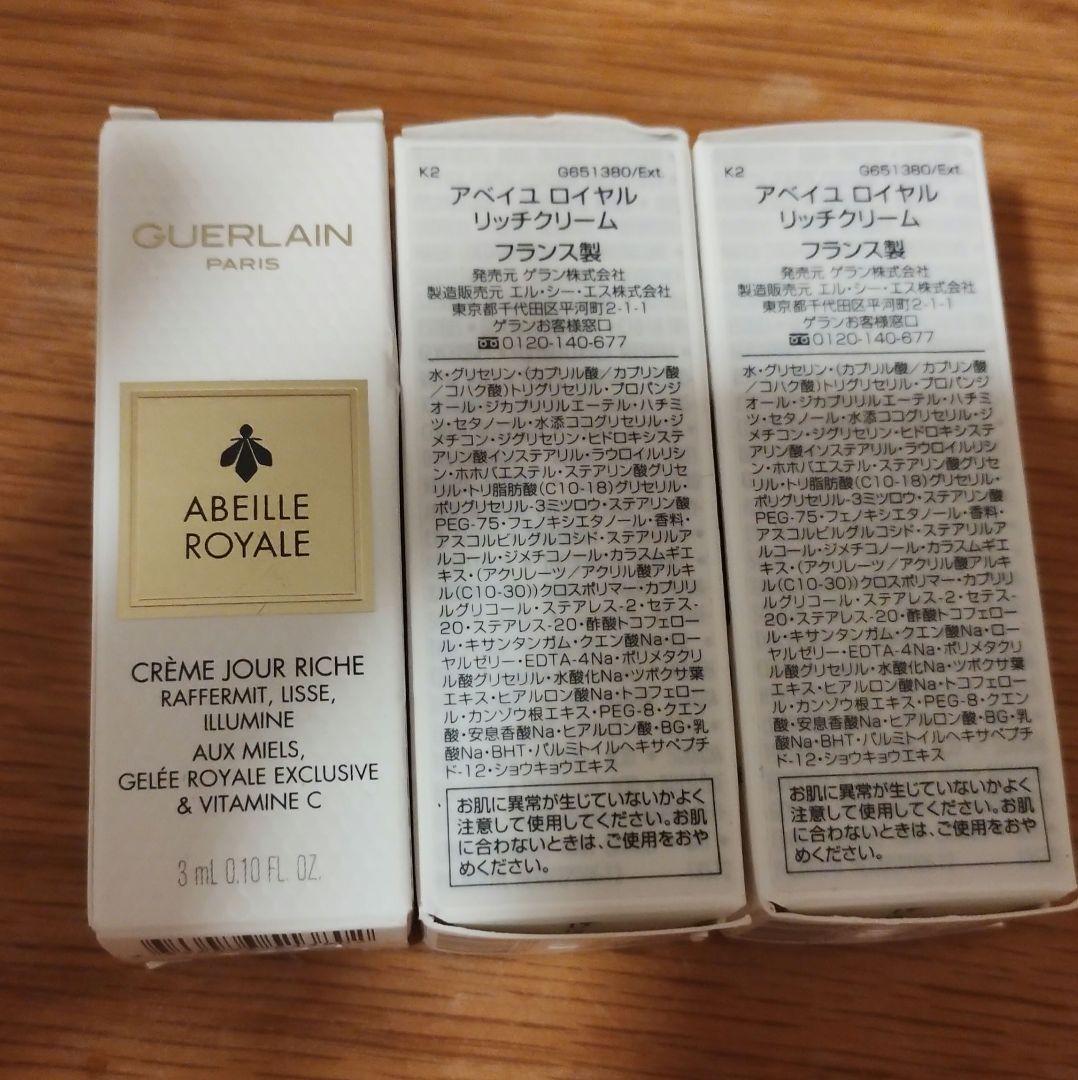 GUERLAIN
PARIS
ABEILLE
ROYALE
CRÈME JOUR RICHE
RAFFERMIT, LISSE,
ILLUMINE
AUX MIELS,
GELÉE ROYALE EXCLUSIVE
& VITAMINE C
3 mL 0.10 FL. OZ.
K2 G651380/Ext.
アベイユ ロイヤル
リッチクリーム
フランス製
発売元 ゲラン株式会社
製造販売元 エル・シー・エス株式会社
東京都千代田区平河町2-1-1
ゲランお客様窓口
0120-140-677
水・グリセリン・(カプリル酸/カプリン酸
/コハク酸)トリグリセリル・プロパンジ
オール・ジカプリリルエーテル・ハチミ
ツ・セタノール・水添ココグリセリル・ジ
メチコン・ジグリセリン・ヒドロキシステ
アリン酸イソステアリル・ラウロイルリシ
ン・ホホバエステル・ステアリン酸グリセ
リル・トリ脂肪酸(C10-18)グリセリル・
ポリグリセリル-3ミツロウ・ステアリン酸
PEG-75・フェノキシエタノール・香料・
アスコルビルグルコシド・ステアリルア
ルコール・ジメチコノール・カラスムギエ
キス・(アクリレーツ/アクリル酸アルキ
ル(C10-30))クロスポリマー・カプリリ
ルグリコール・ステアレス-2・セテス-
20・ステアレス-20・酢酸トコフェロー
ル・キサンタンガム・クエン酸Na・ロー
ヤルゼリー・EDTA-4Na・ポリメタクリ
ル酸グリセリル・水酸化Na・ツボクサ葉
エキス・ヒアルロン酸Na・トコフェロー
ル・カンゾウ根エキス・PEG-8・クエン
酸・安息香酸Na・ヒアルロン酸・BG・乳
酸Na・BHT・パルミトイルヘキサペプチ
ド-12・ショウキョウエキス
お肌に異常が生じていないかよく
注意して使用してください。お肌
に合わないときは、ご使用をおや
めください。
K2 G651380/Ext.
アベイユ ロイヤル
リッチクリーム
フランス製
発売元 ゲラン株式会社
製造販売元 エル・シー・エス株式会社
東京都千代田区平河町2-1-1
ゲランお客様窓口
0120-140-677
水・グリセリン・(カプリル酸/カプリン酸
/コハク酸)トリグリセリル・プロパンジ
オール・ジカプリリルエーテル・ハチミ
ツ・セタノール・水添ココグリセリル・ジ
メチコン・ジグリセリン・ヒドロキシステ
アリン酸イソステアリル・ラウロイルリシ
ン・ホホバエステル・ステアリン酸グリセ
リル・トリ脂肪酸(C10-18)グリセリル・
ポリグリセリル-3ミツロウ・ステアリン酸
PEG-75・フェノキシエタノール・香料・
アスコルビルグルコシド・ステアリルア
ルコール・ジメチコノール・カラスムギエ
キス・(アクリレーツ/アクリル酸アルキ
ル(C10-30))クロスポリマー・カプリリ
ルグリコール・ステアレス-2・セテス-
20・ステアレス-20・酢酸トコフェロー
ル・キサンタンガム・クエン酸Na・ロー
ヤルゼリー・EDTA-4Na・ポリメタクリ
ル酸グリセリル・水酸化Na・ツボクサ葉
エキス・ヒアルロン酸Na・トコフェロー
ル・カンゾウ根エキス・PEG-8・クエン
酸・安息香酸Na・ヒアルロン酸・BG・乳
酸Na・BHT・パルミトイルヘキサペプチ
ド-12・ショウキョウエキス
お肌に異常が生じていないかよく
注意して使用してください。お肌
に合わないときは、ご使用をおや
めください。